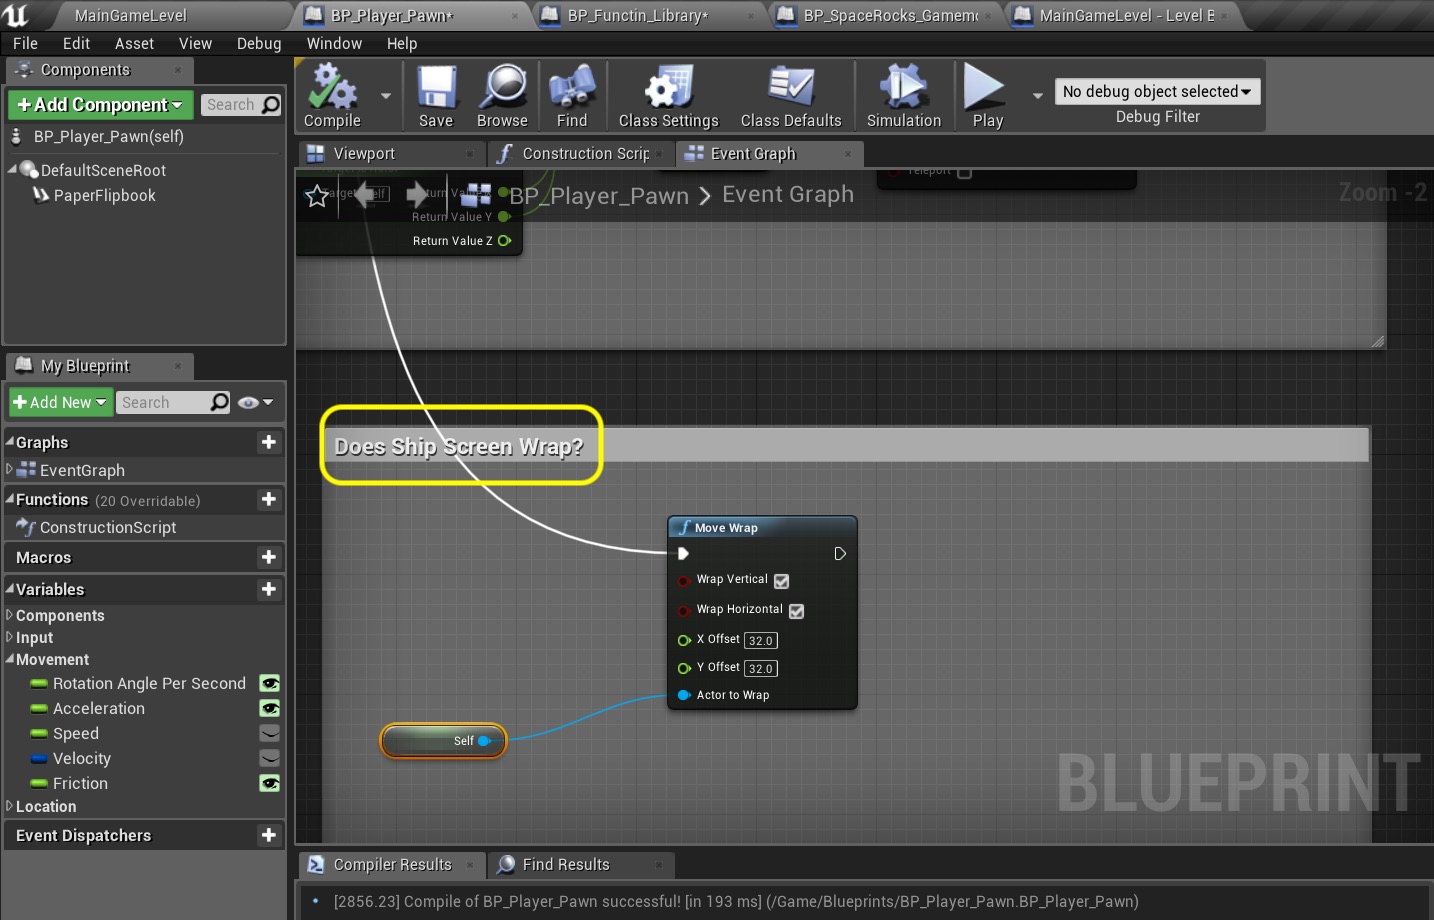 MainGameLevel
BP_Player_Pawn*
BP_Functin_Library*
BP_SpaceRocks_Gamem
MainGameLevel - Level B
File Edit Asset View Debug Window Help
Components
+Add Component
Search
BP_Player_Pawn(self)
DefaultSceneRoot
PaperFlipbook
Compile
Save
Browse
Find
Class Settings
Class Defaults
Simulation
Play
No debug object selected
Debug Filter
Viewport
Construction Scrip
Event Graph
BP_Player_Pawn > Event Graph
Zoom -2
Target self
Return Value Y
Return Value Z
Teleport
My Blueprint
+Add New
Search
Graphs
EventGraph
Functions (20 Overridable)
ConstructionScript
Macros
Variables
Components
Input
Movement
Rotation Angle Per Second
Acceleration
Speed
Velocity
Friction
Location
Event Dispatchers
Does Ship Screen Wrap?
Move Wrap
Wrap Vertical
Wrap Horizontal
X Offset 32.0
Y Offset 32.0
Actor to Wrap
Self
BLUEPRINT
Compiler Results
Find Results
[2856.23] Compile of BP_Player_Pawn successful! [in 193 ms] (/Game/Blueprints/BP_Player_Pawn.BP_Player_Pawn)